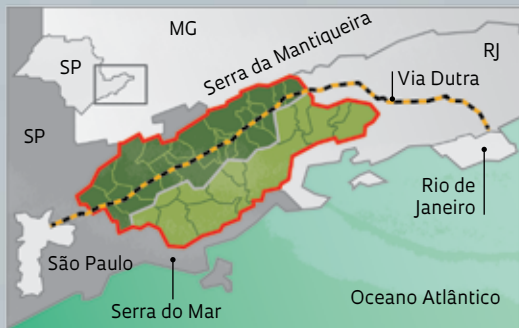 MG
SP
Serra da Mantiqueira
RJ
Via Dutra
SP
Rio de
Janeiro
São Paulo
Serra do Mar
Oceano Atlântico